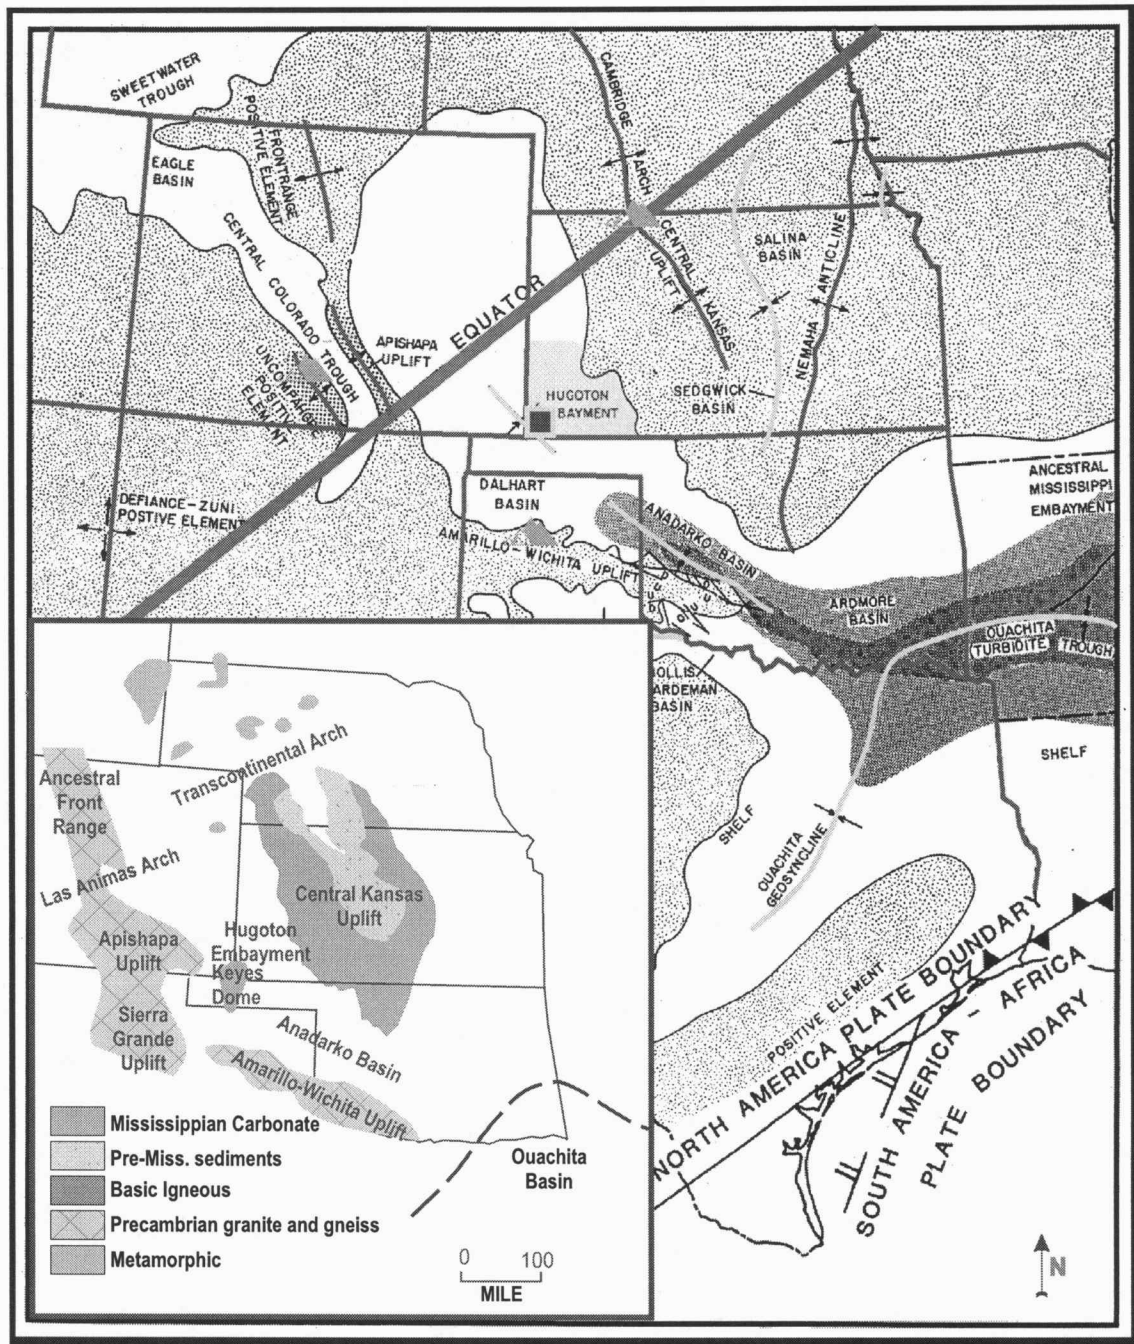 SWEETWATER
TROUGH
EAGLE
BASIN
FRONTRANGE
POSITIVE ELEMENT
CAMBRIDGE
ARCH
CENTRAL
KANSAS
UPLIFT
SALINA
BASIN
NEMAHA ANTICLINE
CENTRAL COLORADO TROUGH
APISHAPA
UPLIFT
EQUATOR
UNCOMPAHGRE
POSITIVE
ELEMENT
HUGOTON
BAYMENT
SEDGWICK
BASIN
DEFIANCE-ZUNI
POSTIVE ELEMENT
DALHART
BASIN
AMARILLO-WICHITA UPLIFT
ANADARKO BASIN
ANCESTRAL
MISSISSIPPI
EMBAYMENT
ARDMORE
BASIN
OUACHITA
TURBIDITE TROUGH
OLLIS
ARDEMAN
BASIN
SHELF
SHELF
OUACHITA
GEOSYNCLINE
POSITIVE ELEMENT
NORTH AMERICA PLATE BOUNDARY
SOUTH AMERICA - AFRICA
PLATE BOUNDARY
N
Ancestral
Front
Range
Transcontinental Arch
Las Animas Arch
Central Kansas
Uplift
Apishapa
Uplift
Hugoton
Embayment
Keyes
Dome
Sierra
Grande
Uplift
Anadarko Basin
Amarillo-Wichita Uplift
Ouachita
Basin
Mississippian Carbonate
Pre-Miss. sediments
Basic Igneous
Precambrian granite and gneiss
Metamorphic
0 100
MILE